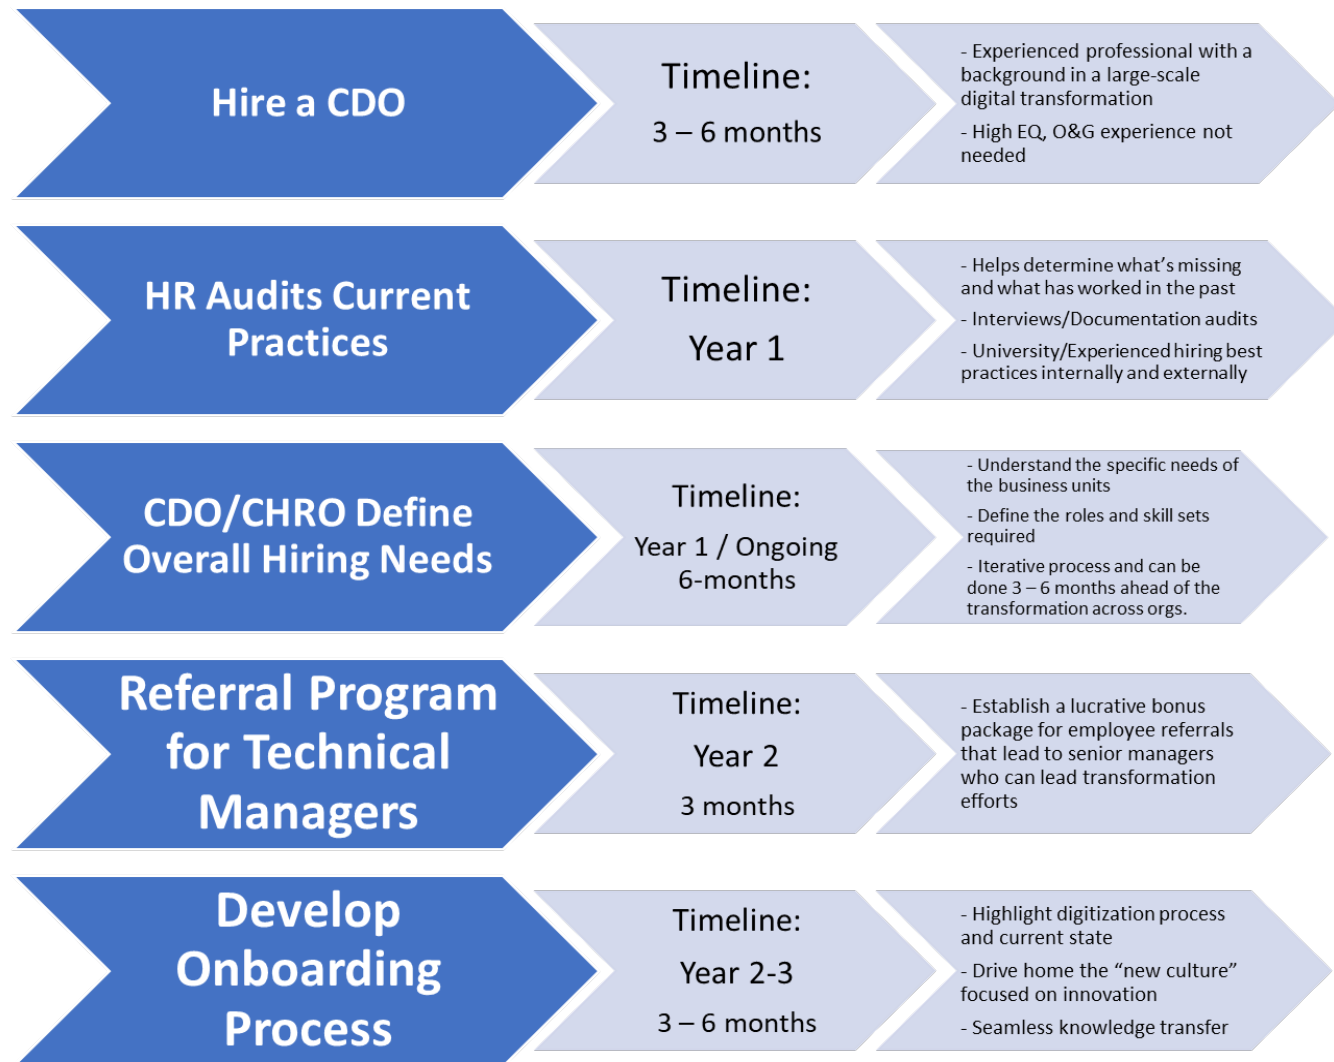 Hire a CDO
Timeline:
3 – 6 months
- Experienced professional with a
background in a large-scale
digital transformation
- High EQ, O&G experience not
needed
HR Audits Current
Practices
Timeline:
Year 1
- Helps determine what’s missing
and what has worked in the past
- Interviews/Documentation audits
- University/Experienced hiring best
practices internally and externally
CDO/CHRO Define
Overall Hiring Needs
Timeline:
Year 1 / Ongoing
6-months
- Understand the specific needs of
the business units
- Define the roles and skill sets
required
- Iterative process and can be
done 3 – 6 months ahead of the
transformation across orgs.
Referral Program
for Technical
Managers
Timeline:
Year 2
3 months
- Establish a lucrative bonus
package for employee referrals
that lead to senior managers
who can lead transformation
efforts
Develop
Onboarding
Process
Timeline:
Year 2-3
3 – 6 months
- Highlight digitization process
and current state
- Drive home the “new culture”
focused on innovation
- Seamless knowledge transfer